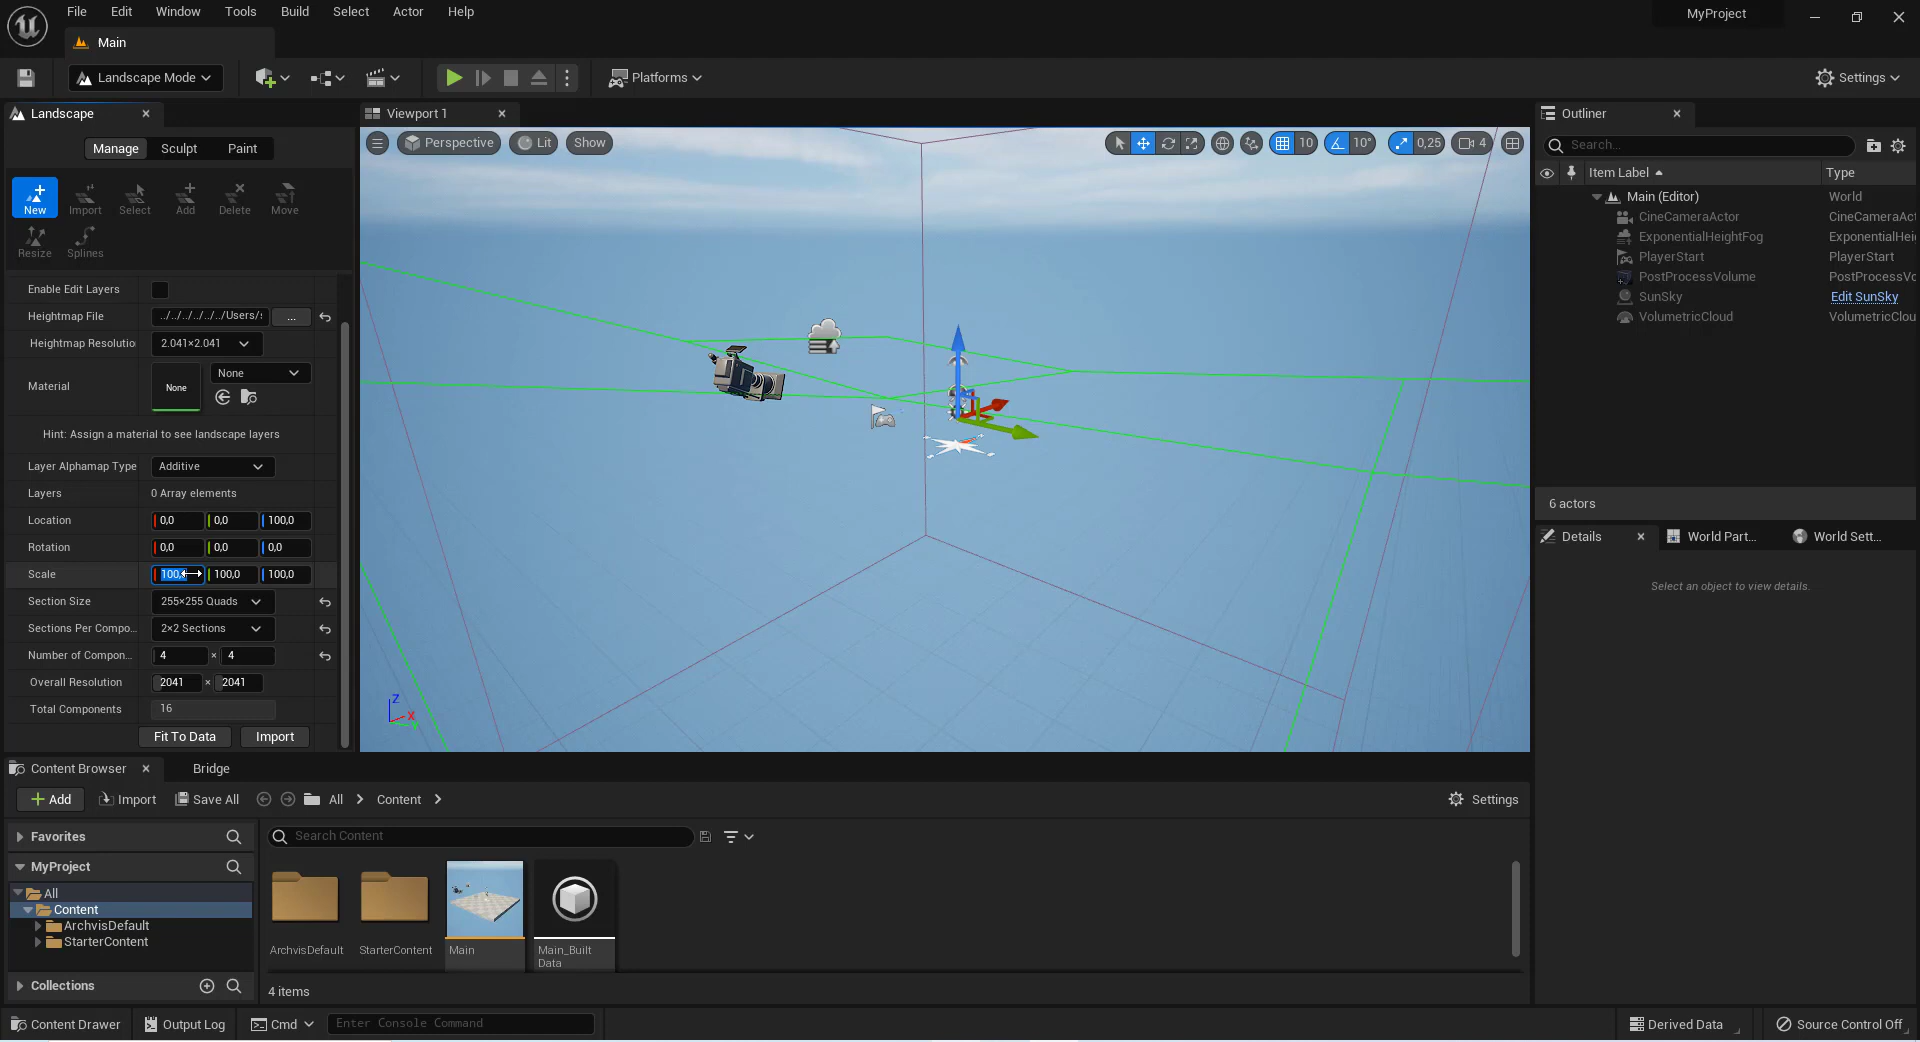 File Edit Window Tools Build Select Actor Help
MyProject
Main
Landscape Mode
Platforms
Settings
Landscape
Viewport 1
Outliner
Manage Sculpt Paint
Perspective Lit Show
10 10° 0,25 4
Search...
Item Label Type
New Import Select Add Delete Move
Resize Splines
Main (Editor) World
CineCameraActor CineCameraAct
ExponentialHeightFog ExponentialHei
PlayerStart PlayerStart
PostProcessVolume PostProcessVo
SunSky Edit SunSky
VolumetricCloud VolumetricClou
Enable Edit Layers
Heightmap File ../../../../../../Users/ ...
Heightmap Resolutio 2.041×2.041
Material None None
Hint: Assign a material to see landscape layers
Layer Alphamap Type Additive
Layers 0 Array elements
Location 0,0 0,0 100,0
Rotation 0,0 0,0 0,0
Scale 100, 100,0 100,0
Section Size 255×255 Quads
Sections Per Compo... 2×2 Sections
Number of Compon... 4 × 4
Overall Resolution 2041 × 2041
Total Components 16
Fit To Data Import
Z
X
6 actors
Details World Part... World Sett...
Select an object to view details.
Content Browser Bridge
Add Import Save All All Content Settings
Favorites
Search Content
MyProject
All
Content
ArchvisDefault
StarterContent
Collections
ArchvisDefault StarterContent Main Main_Built
Data
4 items
Content Drawer Output Log Cmd Enter Console Command Derived Data Source Control Off